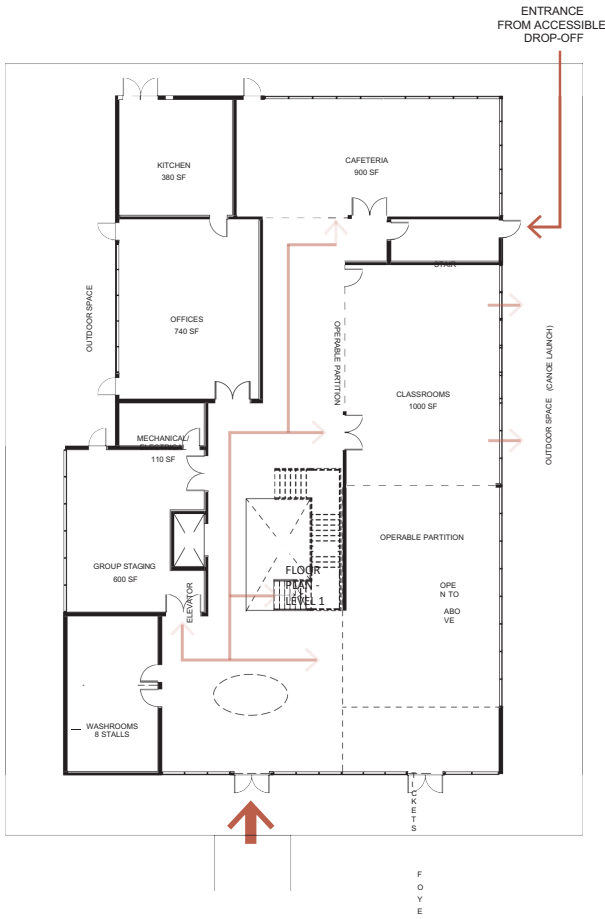 ENTRANCE
FROM ACCESSIBLE
DROP-OFF
KITCHEN
380 SF
CAFETERIA
900 SF
STAIR
OUTDOOR SPACE
OFFICES
740 SF
OPERABLE PARTITION
CLASSROOMS
1000 SF
OUTDOOR SPACE (CANOE LAUNCH)
MECHANICAL/
ELECTRICAL
110 SF
OPERABLE PARTITION
GROUP STAGING
600 SF
ELEVATOR
FLOOR
PLAN -
LEVEL 1
OPE
N TO
ABO
VE
WASHROOMS
8 STALLS
TICKETS
FOYE